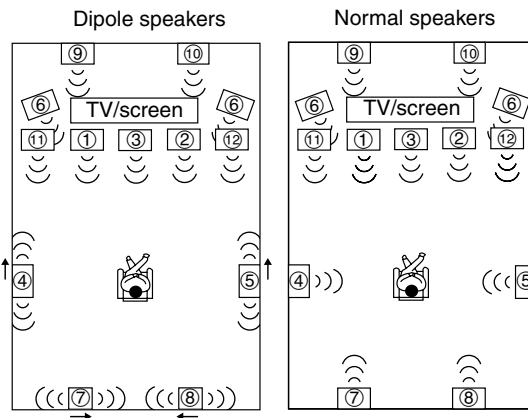 Dipole speakers Normal speakers
⑨ ⑩ ⑨ ⑩
⑥ TV/screen ⑥ ⑥ TV/screen ⑥
⑪ ① ③ ② ⑫ ⑪ ① ③ ② ⑫
④ ⑤ ④ ⑤
⑦ ⑧ ⑦ ⑧